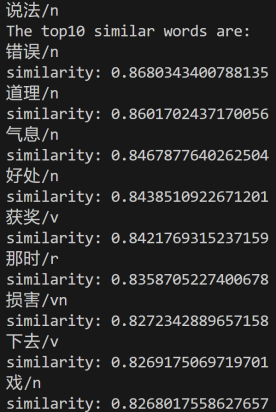 说法/n
The top10 similar words are:
错误/n
similarity: 0.8680343400788135
道理/n
similarity: 0.8601702437170056
气息/n
similarity: 0.8467877640262504
好处/n
similarity: 0.8438510922671201
获奖/v
similarity: 0.8421769315237159
那时/r
similarity: 0.8358705227400678
损害/vn
similarity: 0.8272342889657158
下去/v
similarity: 0.8269175069719701
戏/n
similarity: 0.8268017558627657